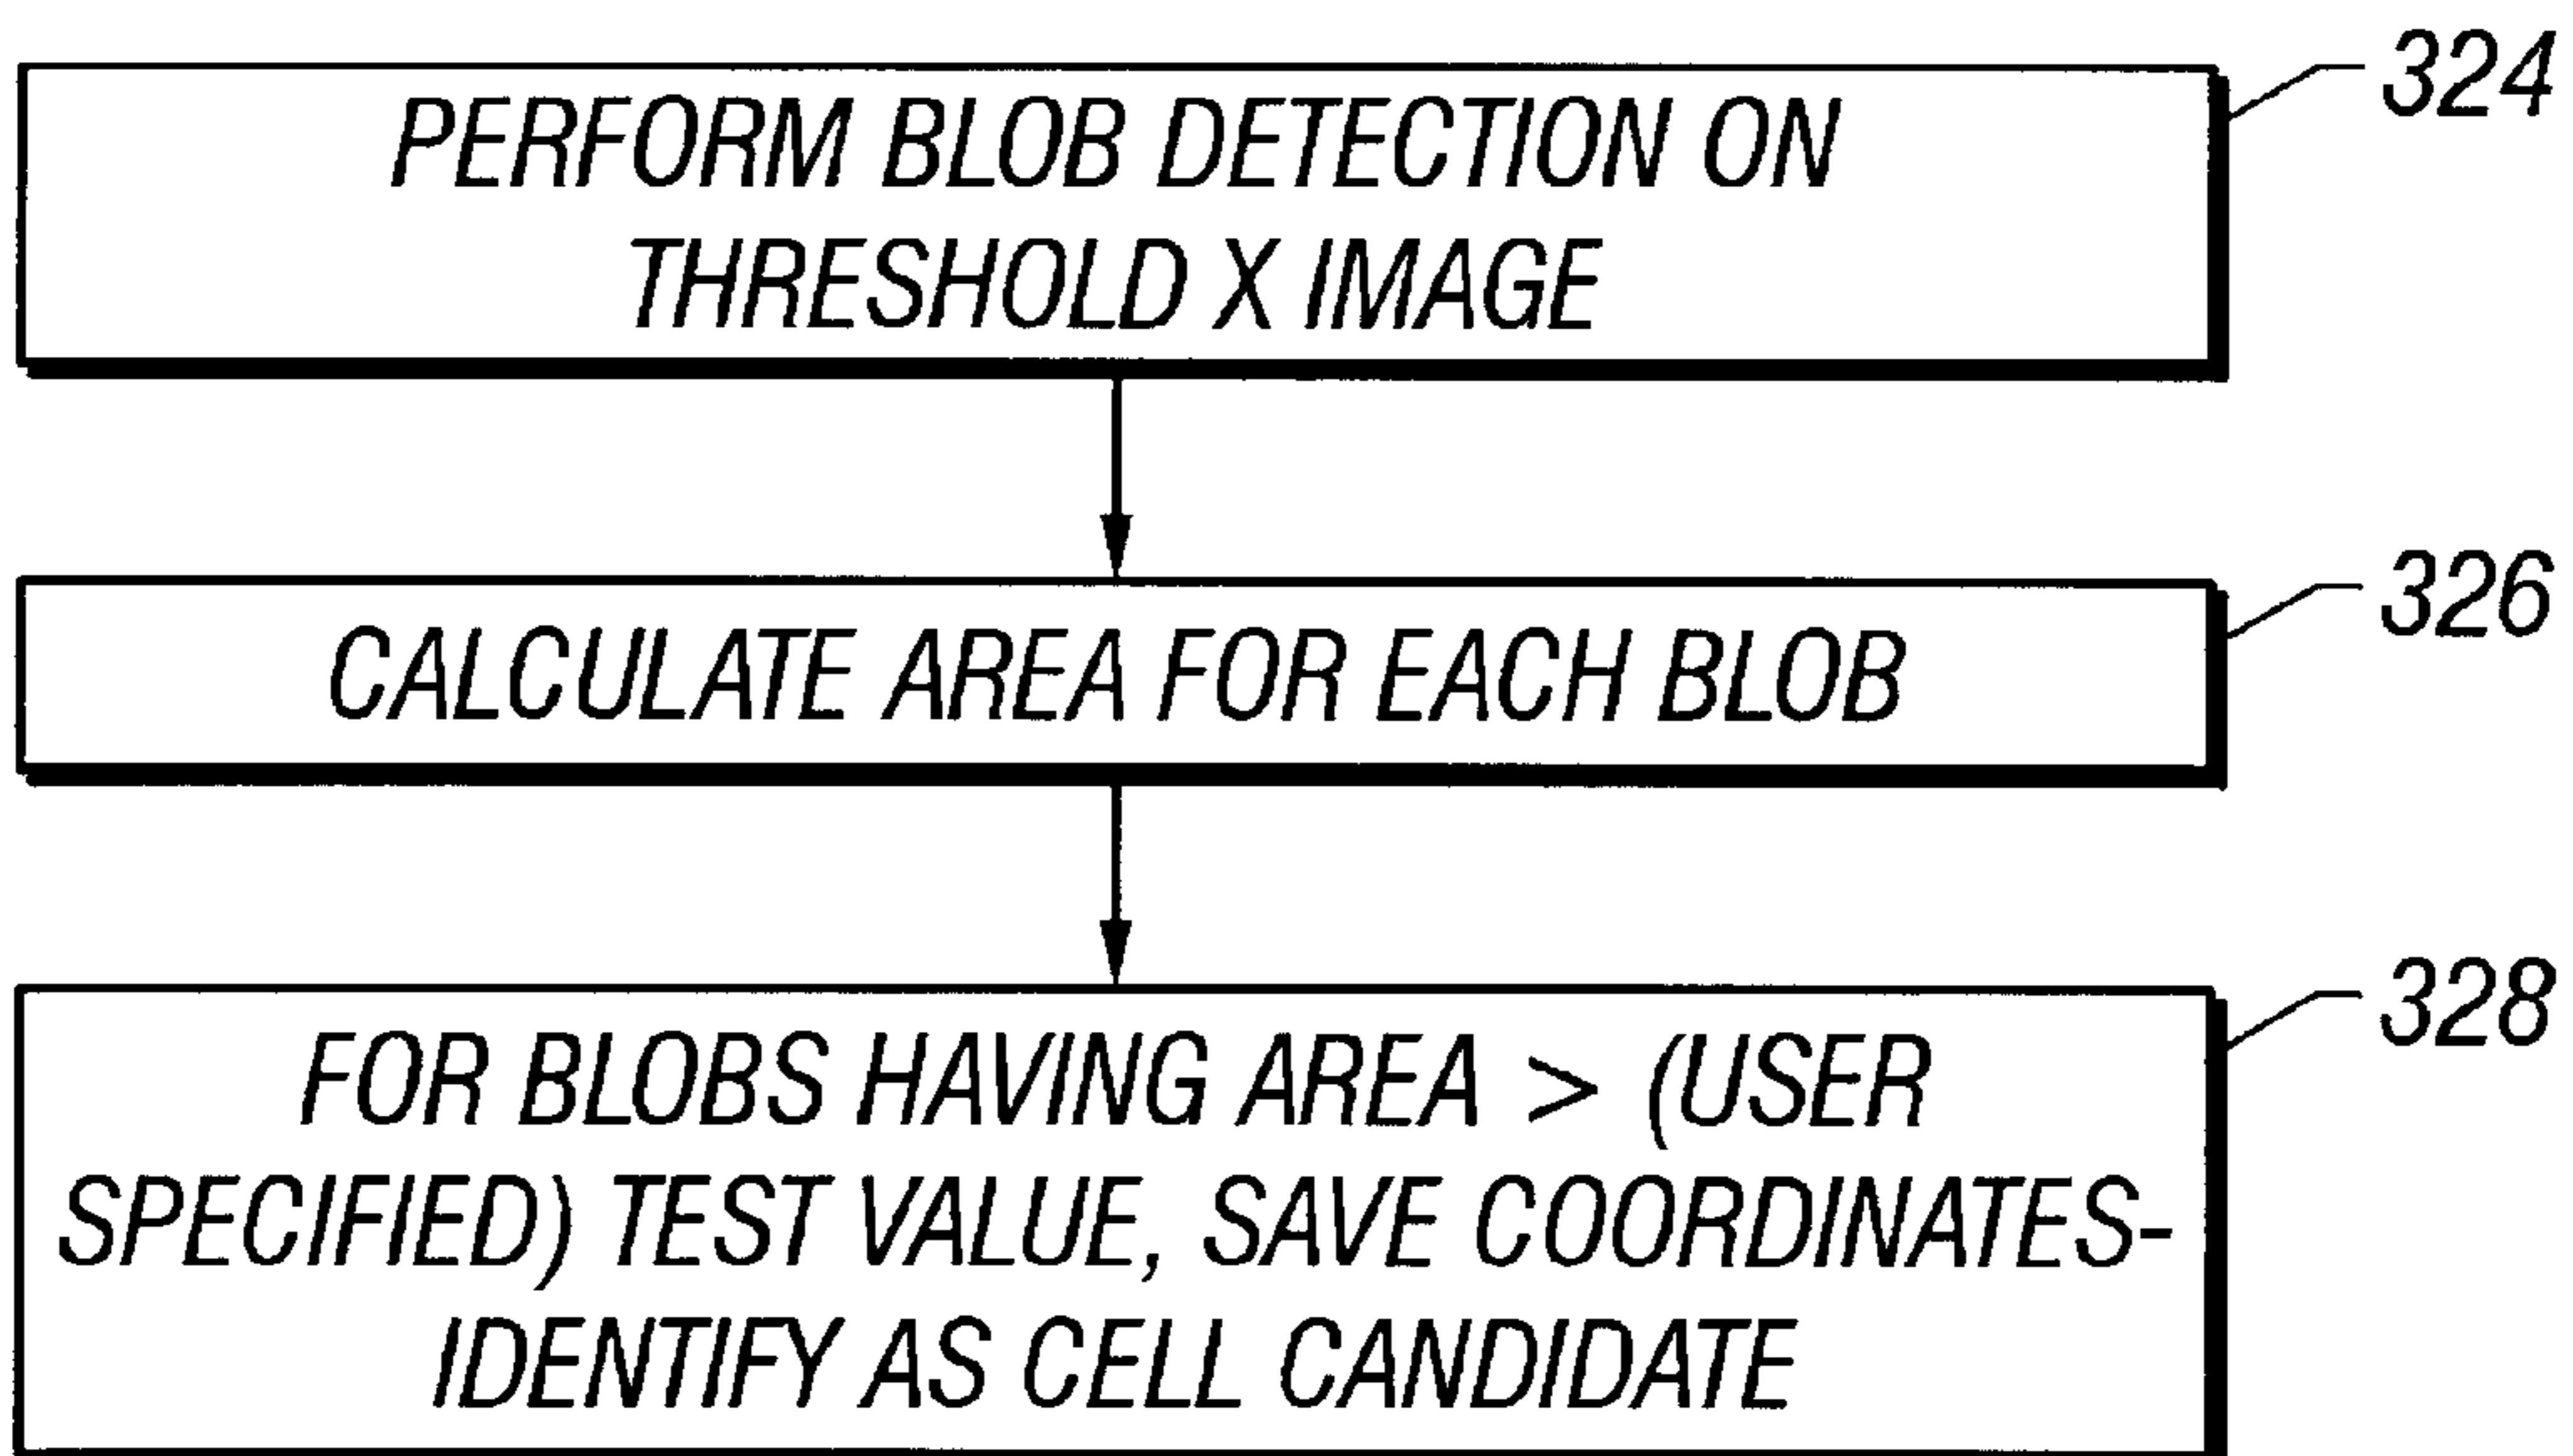 324
PERFORM BLOB DETECTION ON
THRESHOLD X IMAGE
326
CALCULATE AREA FOR EACH BLOB
328
FOR BLOBS HAVING AREA > (USER
SPECIFIED) TEST VALUE, SAVE COORDINATES-
IDENTIFY AS CELL CANDIDATE